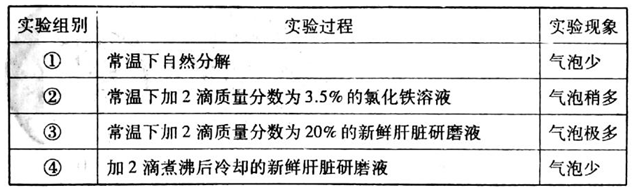 实验组别 实验过程 实验现象
① 常温下自然分解 气泡少
② 常温下加2滴质量分数为3.5%的氯化铁溶液 气泡稍多
③ 常温下加2滴质量分数为20%的新鲜肝脏研磨液 气泡极多
④ 加2滴煮沸后冷却的新鲜肝脏研磨液 气泡少